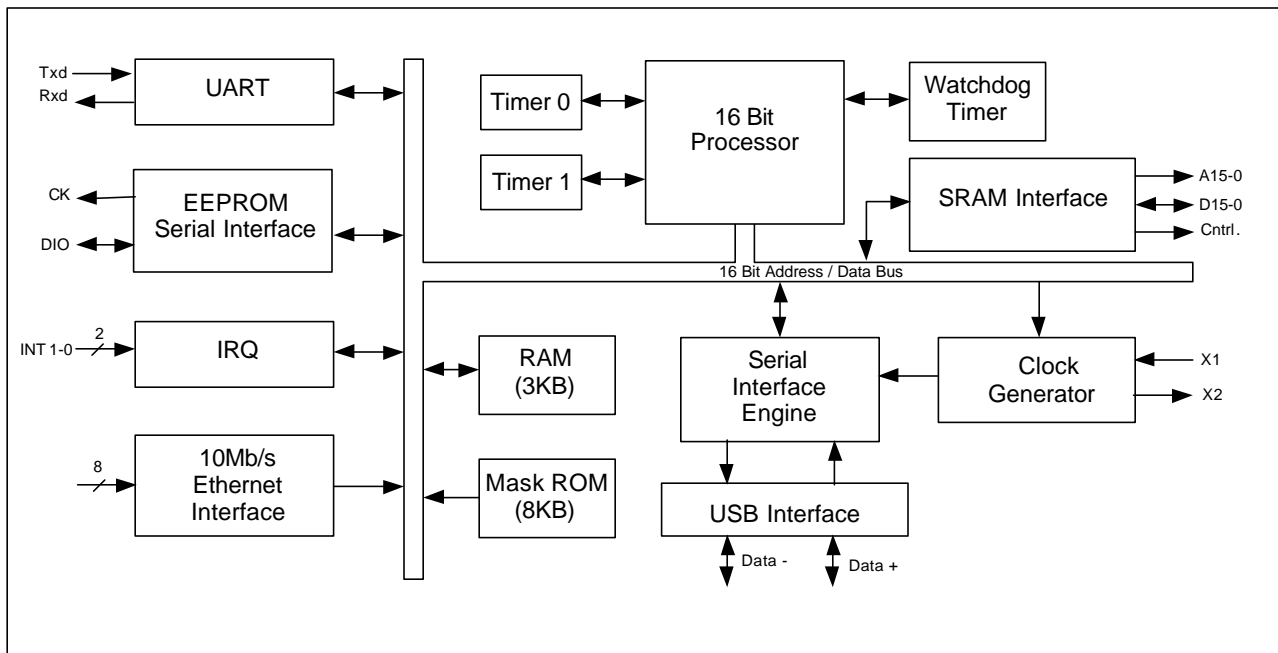 Txd
Rxd
UART
CK
DIO
EEPROM
Serial Interface
INT 1-0
2
IRQ
8
10Mb/s
Ethernet
Interface
Timer 0
Timer 1
16 Bit
Processor
Watchdog
Timer
SRAM Interface
A15-0
D15-0
Cntrl.
16 Bit Address / Data Bus
RAM
(3KB)
Mask ROM
(8KB)
Serial
Interface
Engine
Clock
Generator
X1
X2
USB Interface
Data -
Data +